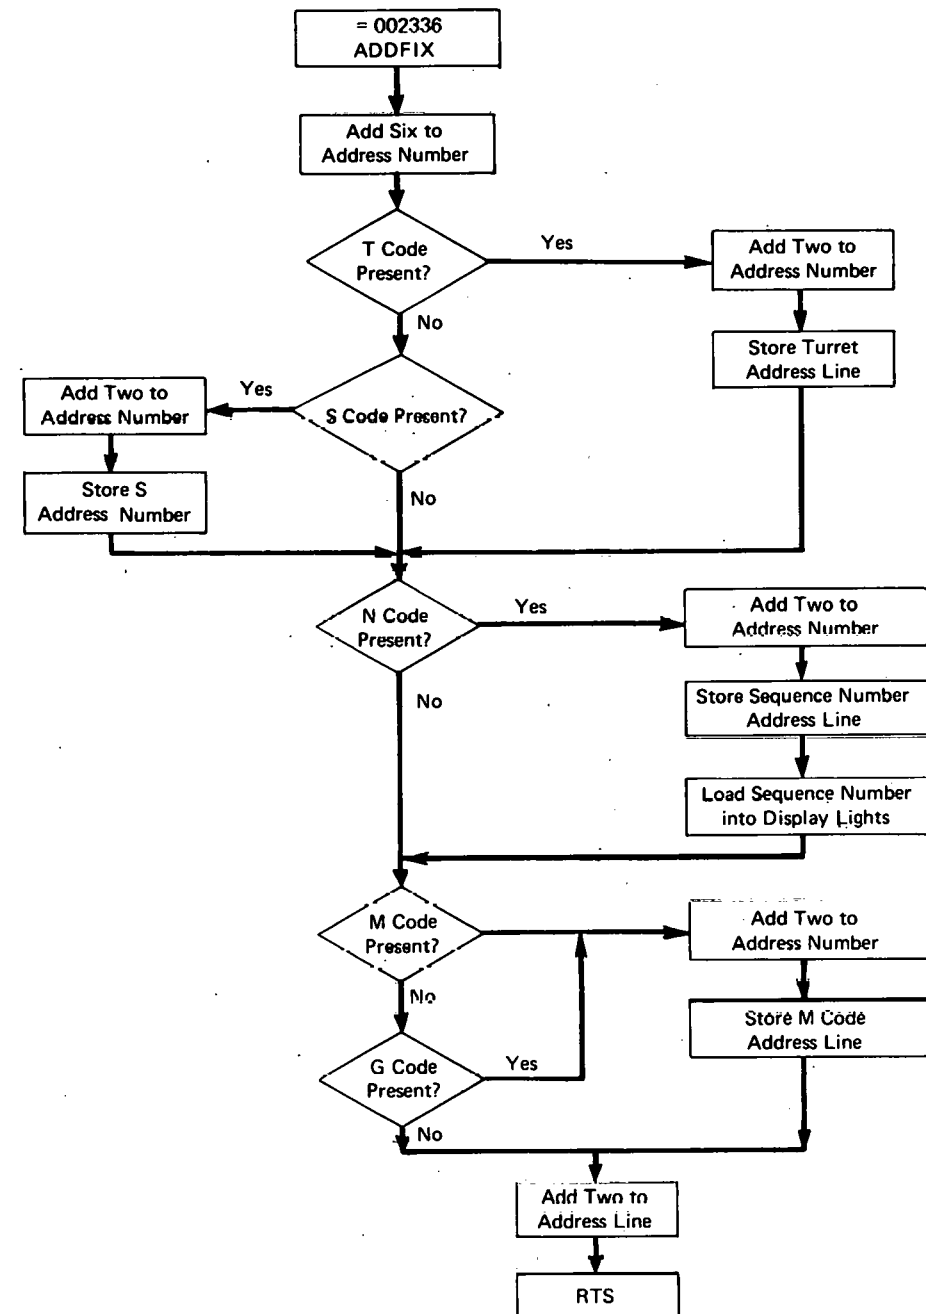 = 002336
ADDFIX
Add Six to
Address Number
T Code
Present?
Yes
Add Two to
Address Number
No
Store Turret
Address Line
Add Two to
Address Number
Yes
S Code Present?
Store S
Address Number
No
N Code
Present?
Yes
Add Two to
Address Number
No
Store Sequence Number
Address Line
Load Sequence Number
into Display Lights
M Code
Present?
Add Two to
Address Number
No
Store M Code
Address Line
G Code
Present?
Yes
No
Add Two to
Address Line
RTS